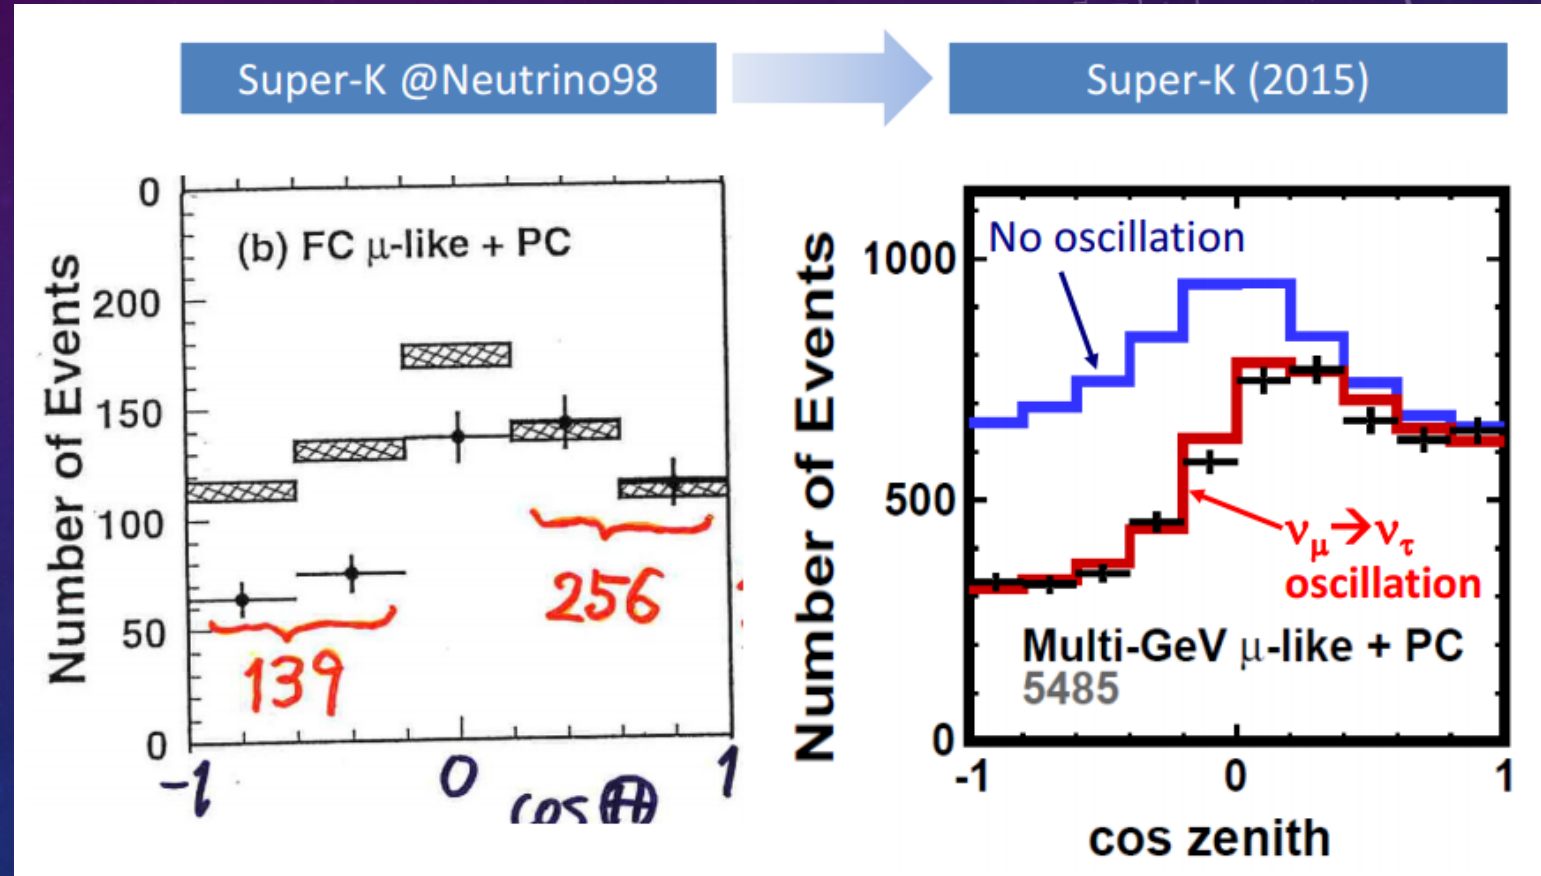 Super-K @Neutrino98
Super-K (2015)
0
(b) FC μ-like + PC
Number of Events
200
150
100
50
0
256
139
-1
0
cos Θ
1
No oscillation
Number of Events
1000
500
0
νμ→ντ
oscillation
Multi-GeV μ-like + PC
5485
-1
0
1
cos zenith